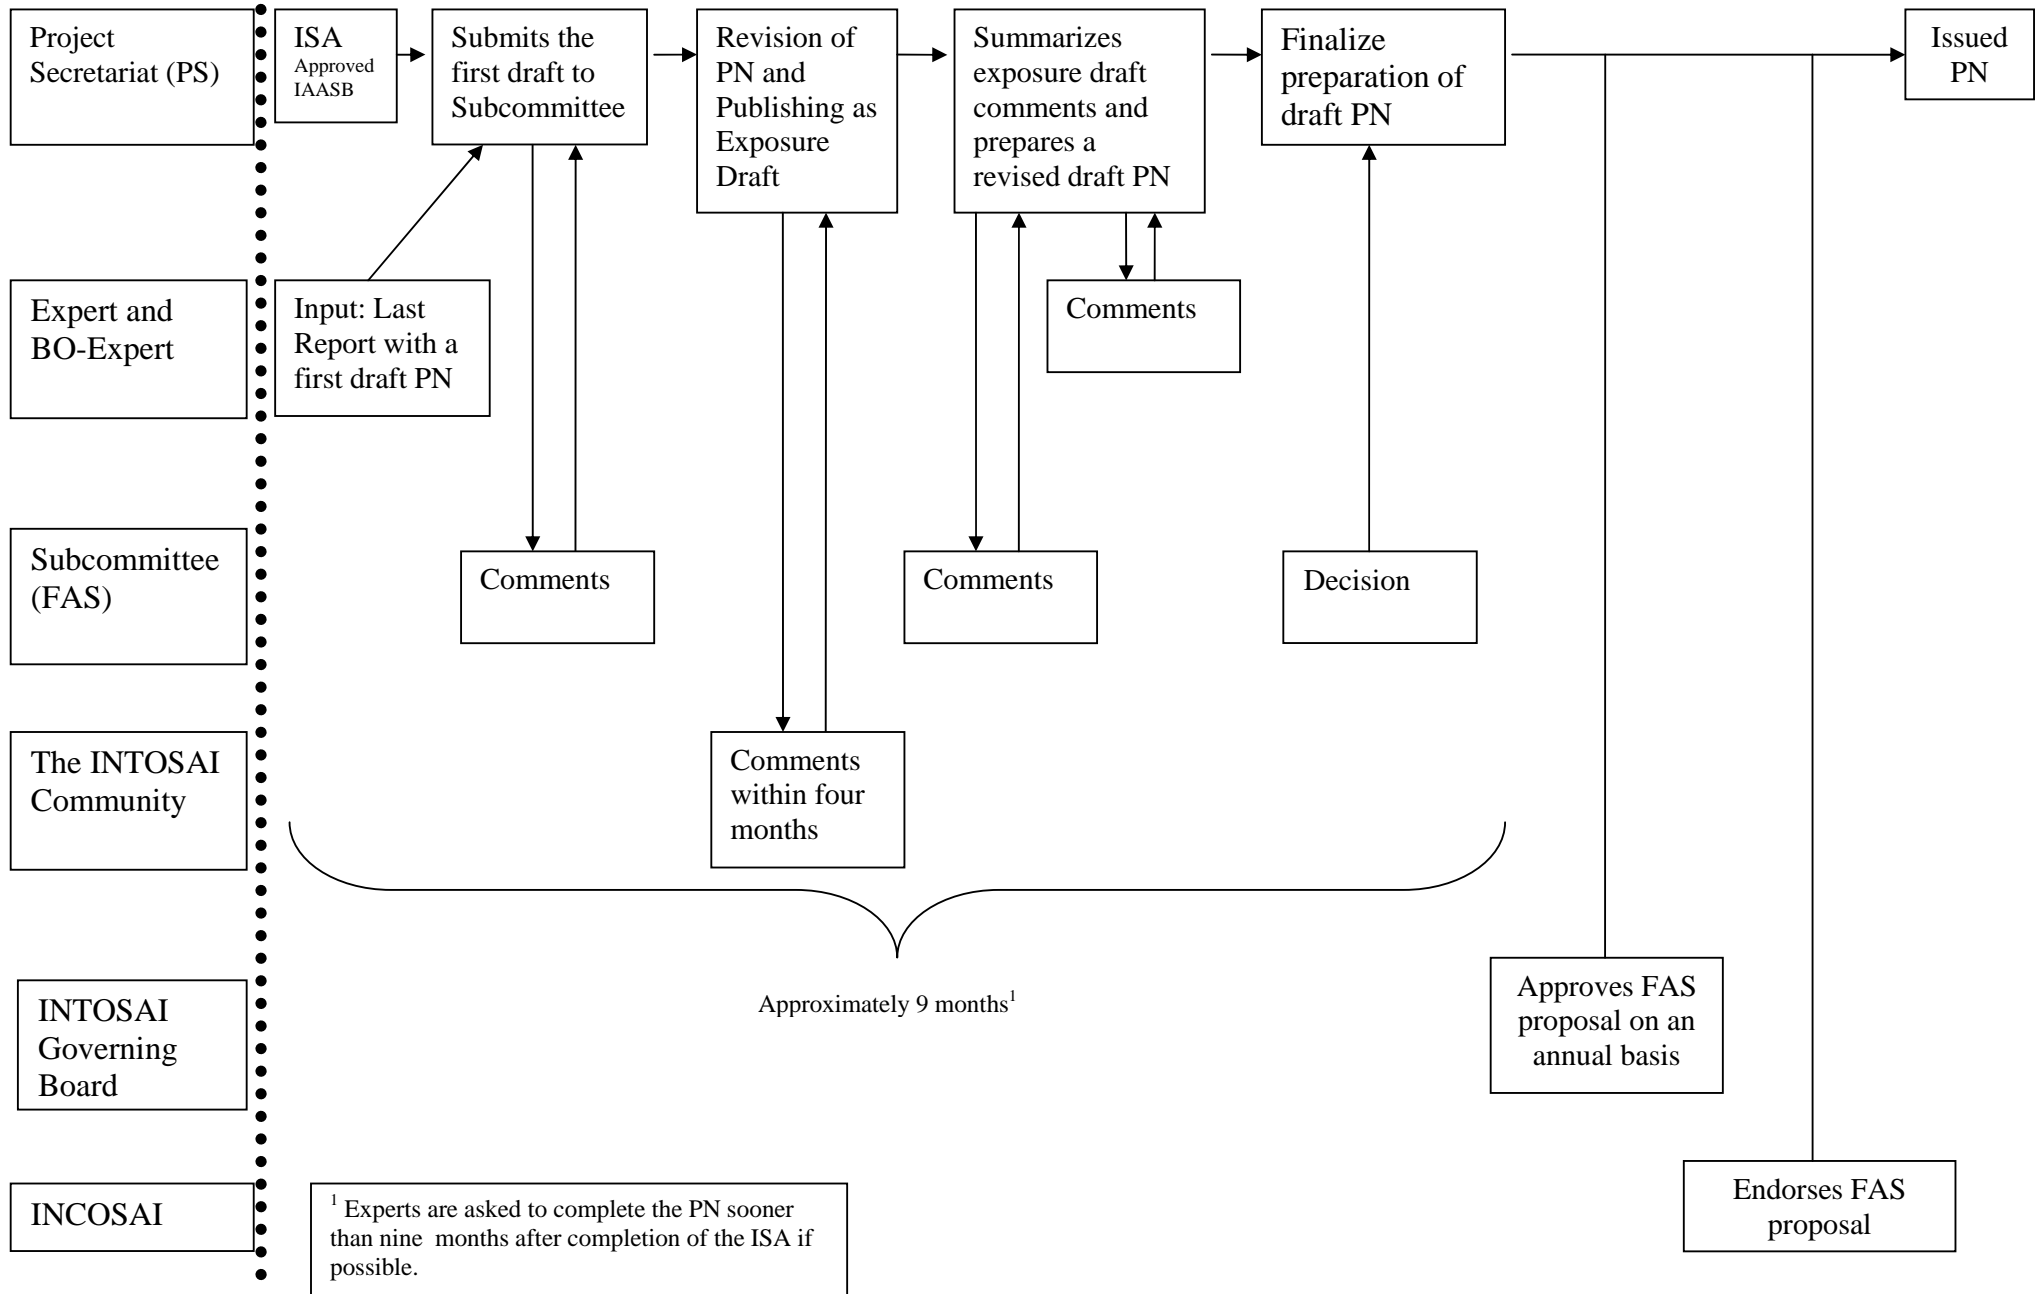 Project
Secretariat (PS)
ISA
Approved
IAASB
Submits the
first draft to
Subcommittee
Revision of
PN and
Publishing as
Exposure
Draft
Summarizes
exposure draft
comments and
prepares a
revised draft PN
Finalize
preparation of
draft PN
Issued
PN
Expert and
BO-Expert
Input: Last
Report with a
first draft PN
Comments
Subcommittee
(FAS)
Comments
Comments
Decision
The INTOSAI
Community
Comments
within four
months
INTOSAI
Governing
Board
Approximately 9 months¹
Approves FAS
proposal on an
annual basis
INCOSAI
¹ Experts are asked to complete the PN sooner
than nine months after completion of the ISA if
possible.
Endorses FAS
proposal